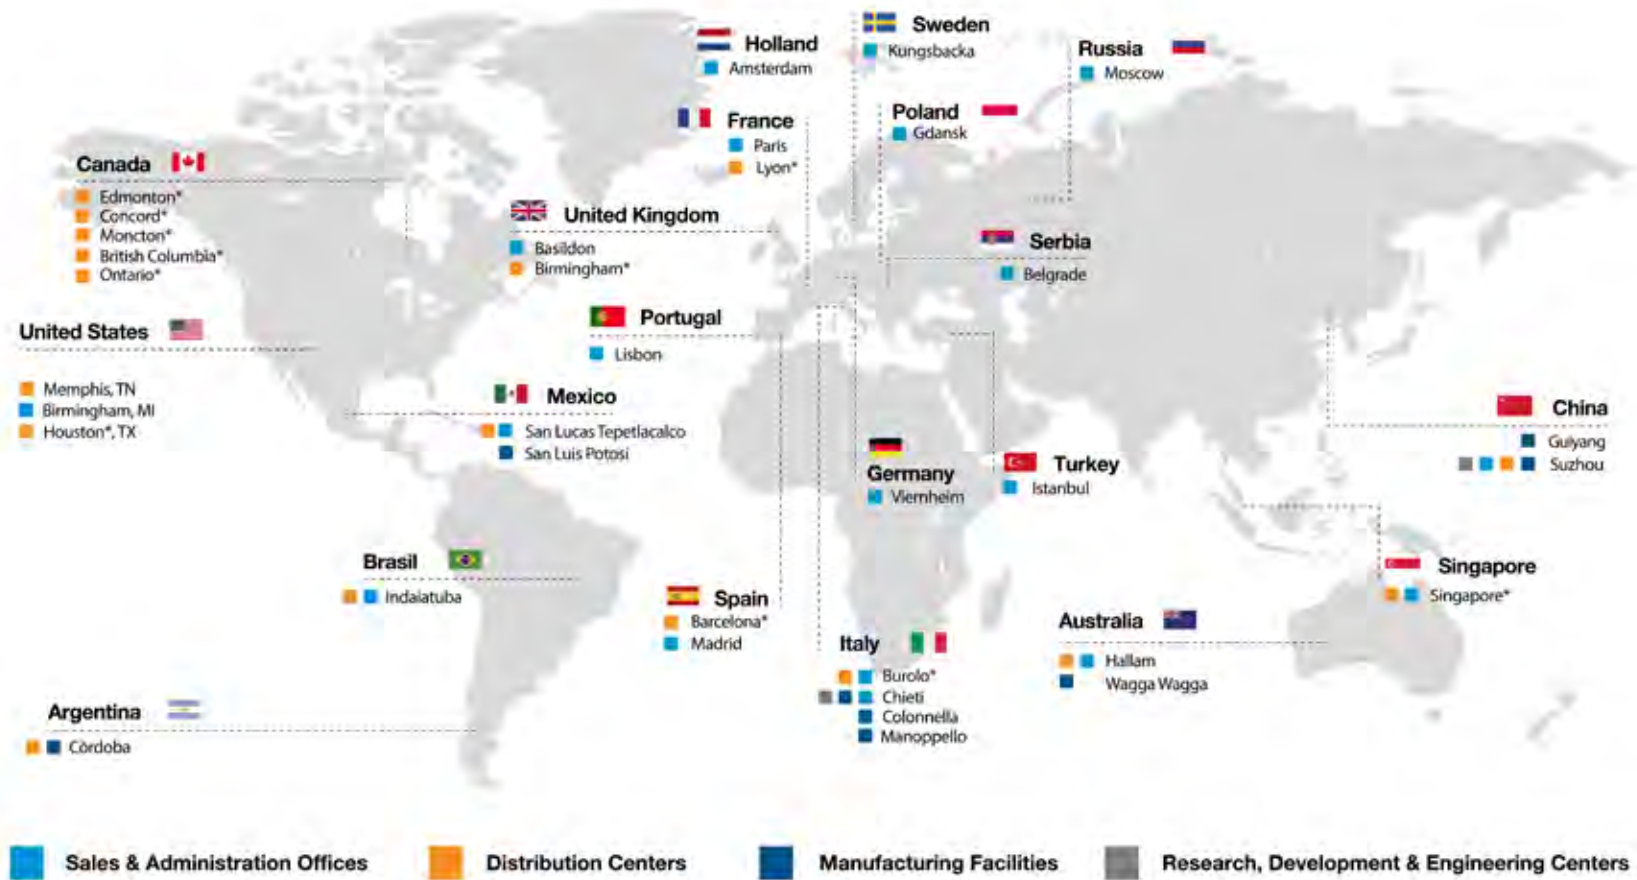 Holland
Amsterdam
Sweden
Kungsbacka
Russia
Moscow
France
Paris
Lyon*
Poland
Gdansk
Canada
Edmonton*
Concord*
Moncton*
British Columbia*
Ontario*
United Kingdom
Basildon
Birmingham*
Serbia
Belgrade
United States
Memphis, TN
Birmingham, MI
Houston*, TX
Portugal
Lisbon
Mexico
San Lucas Tepetlacalco
San Luis Potosi
Germany
Viernheim
Turkey
Istanbul
China
Guiyang
Suzhou
Brasil
Indaiatuba
Spain
Barcelona*
Madrid
Italy
Burolo*
Chieti
Colonnella
Manoppello
Australia
Hallam
Wagga Wagga
Singapore
Singapore*
Argentina
Còrdoba
Sales & Administration Offices
Distribution Centers
Manufacturing Facilities
Research, Development & Engineering Centers